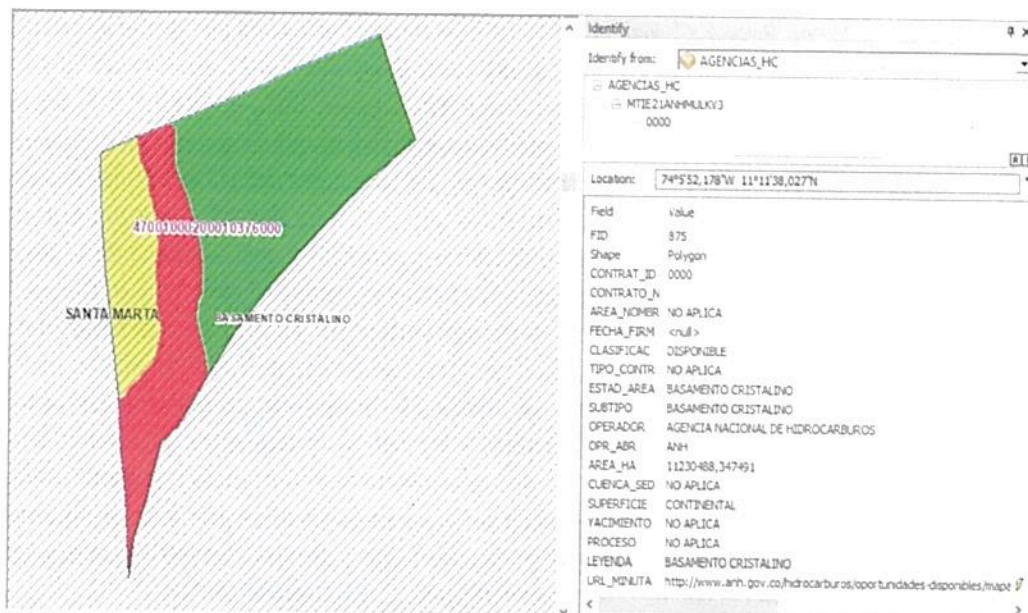 47001000200010376000
SANTA MARTA
BASAMENTO CRISTALINO
Identify
Identify from: AGENCIAS_HC
AGENCIAS_HC
MTIE21ANHMULKV3
0000
Location: 74°5'52,178"W 11°11'38,027"N
Field Value
FID 875
Shape Polygon
CONTRAT_ID 0000
CONTRATO_N
AREA_NOMBR NO APLICA
FECHA_FIRM <null>
CLASIFICAC DISPONIBLE
TIPO_CONTR NO APLICA
ESTAD_AREA BASAMENTO CRISTALINO
SUBTIPO BASAMENTO CRISTALINO
OPERADOR AGENCIA NACIONAL DE HIDROCARBUROS
OPR_ABR ANH
AREA_HA 11230488,347491
CUENCA_SED NO APLICA
SUPERFICIE CONTINENTAL
YACIMIENTO NO APLICA
PROCESO NO APLICA
LEYENDA BASAMENTO CRISTALINO
URL_MINUTA http://www.anh.gov.co/hidrocarburos/oportunidades-disponibles/mapa